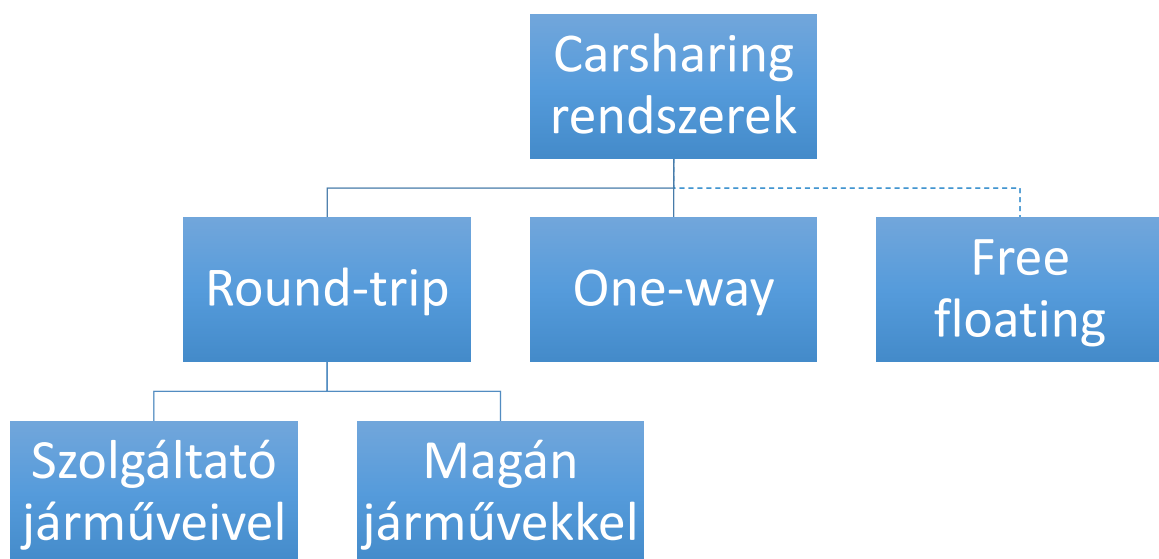 Carsharing
rendszerek
Round-trip
One-way
Free
floating
Szolgáltató
járműveivel
Magán
járművekkel